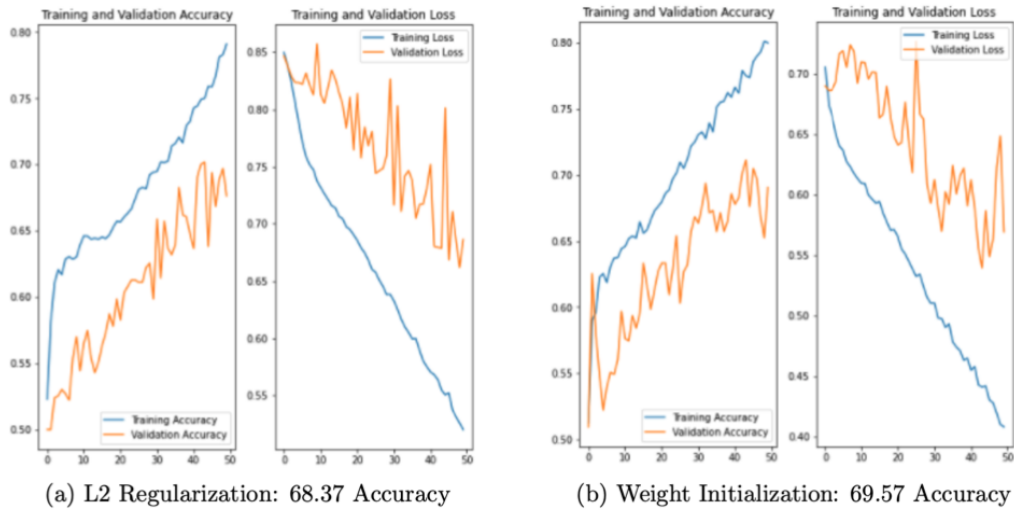 Training and Validation Accuracy
0.80
0.75
0.70
0.65
0.60
0.55
0.50
0 10 20 30 40 50
Training Accuracy
Validation Accuracy
Training and Validation Loss
Training Loss
Validation Loss
0.85
0.80
0.75
0.70
0.65
0.60
0.55
0 10 20 30 40 50
(a) L2 Regularization: 68.37 Accuracy
Training and Validation Accuracy
0.80
0.75
0.70
0.65
0.60
0.55
0.50
0 10 20 30 40 50
Training Accuracy
Validation Accuracy
Training and Validation Loss
Training Loss
Validation Loss
0.70
0.65
0.60
0.55
0.50
0.45
0.40
0 10 20 30 40 50
(b) Weight Initialization: 69.57 Accuracy